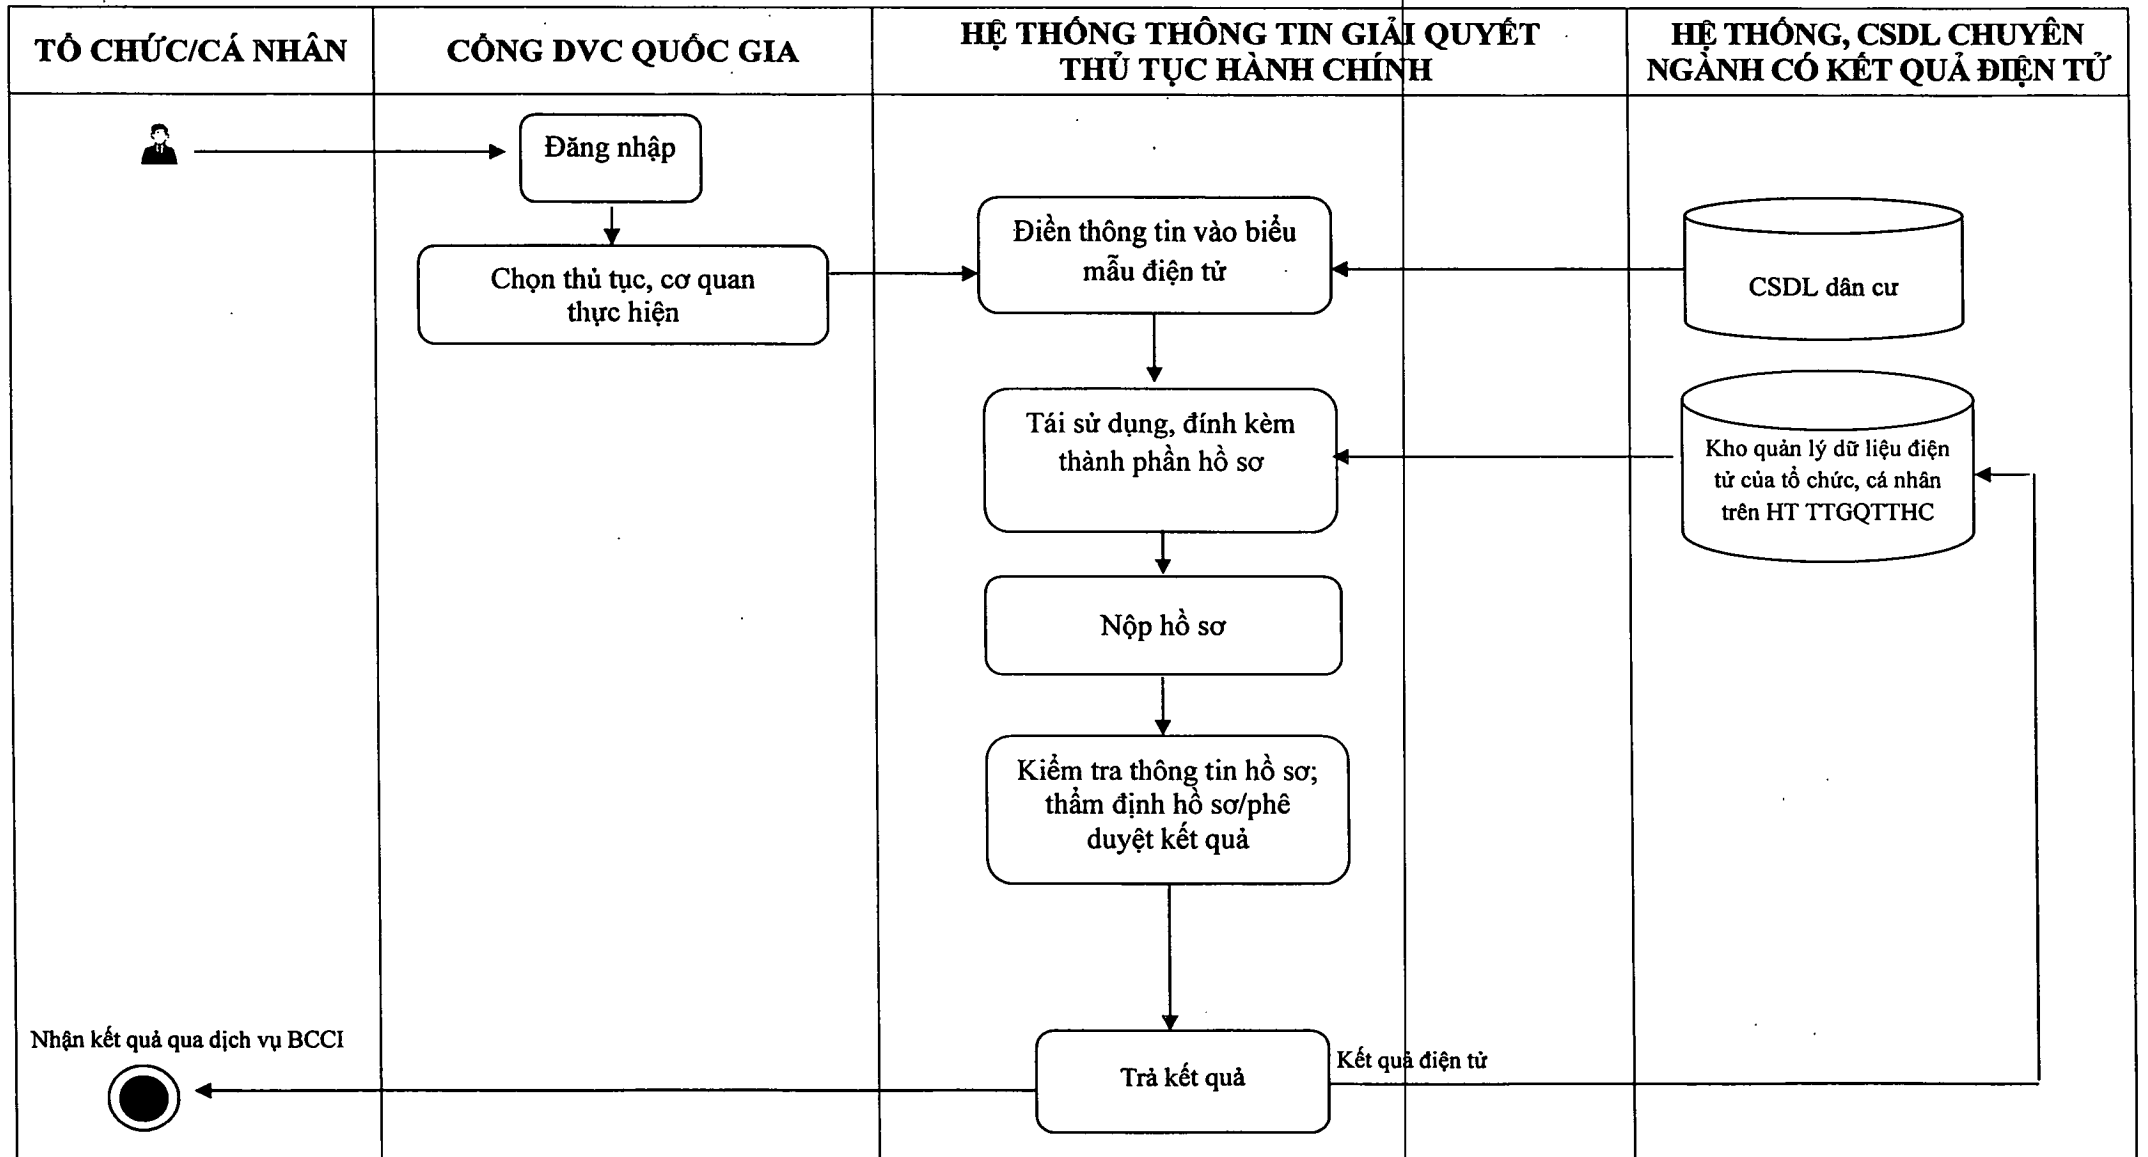 TỔ CHỨC/CÁ NHÂN
CỔNG DVC QUỐC GIA
HỆ THỐNG THÔNG TIN GIẢI QUYẾT
THỦ TỤC HÀNH CHÍNH
HỆ THỐNG, CSDL CHUYÊN
NGÀNH CÓ KẾT QUẢ ĐIỆN TỬ
Đăng nhập
Chọn thủ tục, cơ quan
thực hiện
Điền thông tin vào biểu
mẫu điện tử
CSDL dân cư
Tái sử dụng, đính kèm
thành phần hồ sơ
Kho quản lý dữ liệu điện
tử của tổ chức, cá nhân
trên HT TTGQTTHC
Nộp hồ sơ
Kiểm tra thông tin hồ sơ;
thẩm định hồ sơ/phê
duyệt kết quả
Nhận kết quả qua dịch vụ BCCI
Trả kết quả
Kết quả điện tử